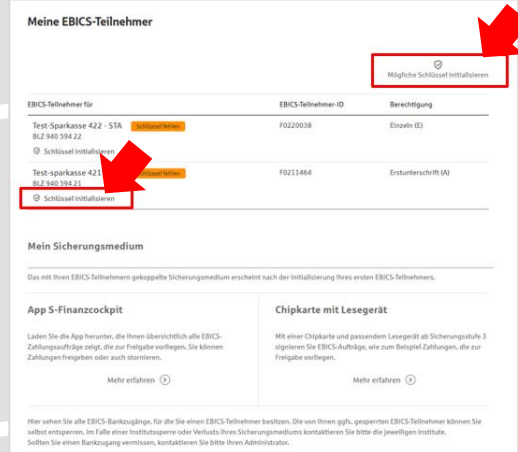 Meine EBICS-Teilnehmer
Mögliche Schlüssel initialisieren
EBICS-Teilnehmer für EBICS-Teilnehmer-ID Berechtigung
Test-Sparkasse 422 - STA Schlüssel fehlen F0220038 Einzeln (E)
BLZ 940 594 22
Schlüssel initialisieren
Test-sparkasse 421 Schlüssel fehlen F0211464 Erstunterschrift (A)
BLZ 940 594 21
Schlüssel initialisieren
Mein Sicherungsmedium
Das mit Ihren EBICS-Teilnehmern gekoppelte Sicherungsmedium erscheint nach der Initialisierung Ihres ersten EBICS-Teilnehmers.
App S-Finanzcockpit
Laden Sie die App herunter, die Ihnen übersichtlich alle EBICS-
Zahlungsaufträge zeigt, die zur Freigabe vorliegen. Sie können
Zahlungen freigeben oder auch stornieren.
Mehr erfahren
Chipkarte mit Lesegerät
Mit einer Chipkarte und passendem Lesegerät ab Sicherungsstufe 3
signieren Sie EBICS-Aufträge, wie zum Beispiel Zahlungen, die zur
Freigabe vorliegen.
Mehr erfahren
Hier sehen Sie alle EBICS-Bankzugänge, für die Sie einen EBICS-Teilnehmer besitzen. Die von Ihnen ggfs. gesperrten EBICS-Teilnehmer können Sie
selbst entsperren. Im Falle einer Institutssperre oder Verlusts Ihres Sicherungsmediums kontaktieren Sie bitte die jeweiligen Institute.
Sollten Sie einen Bankzugang vermissen, kontaktieren Sie bitte Ihren Administrator.